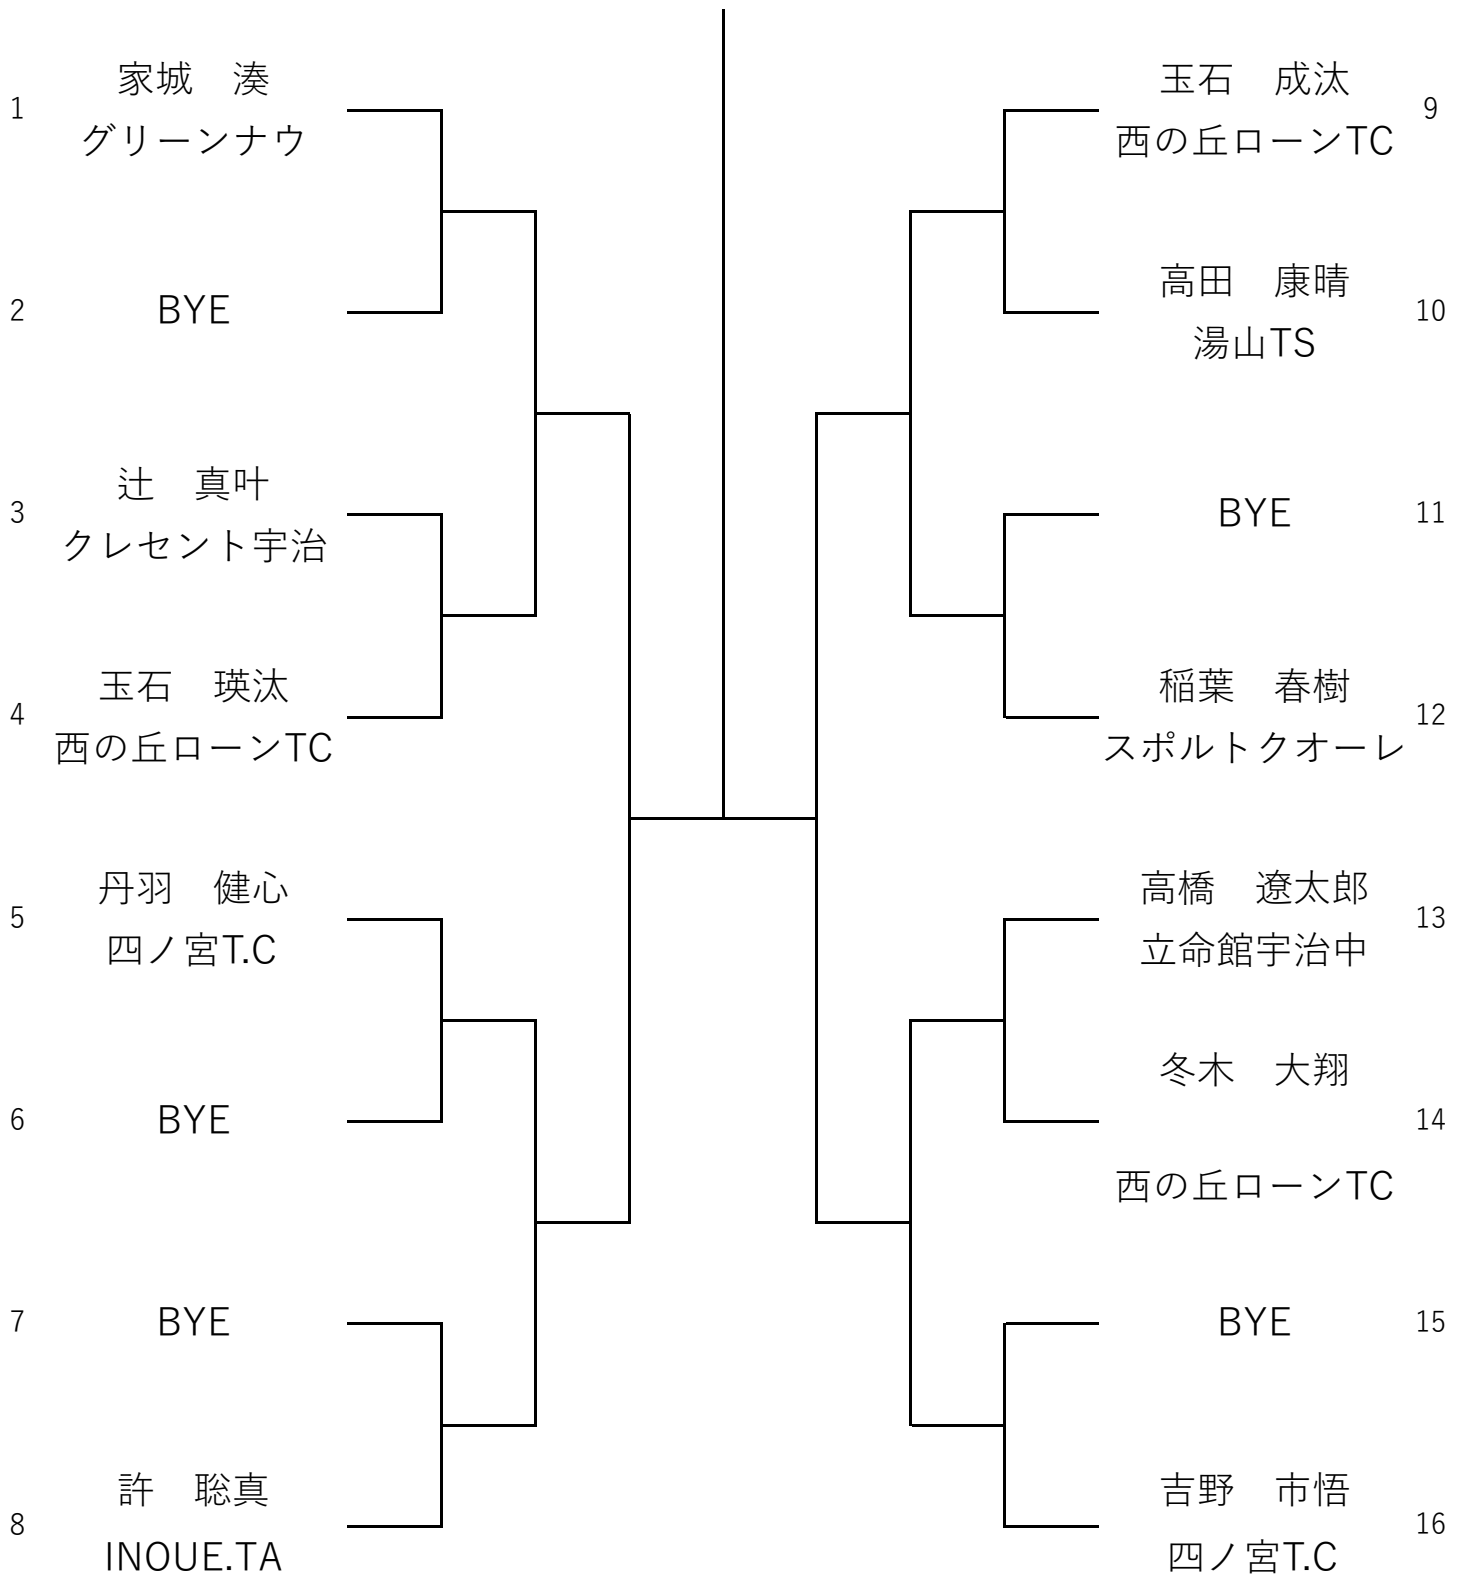 1
家城　湊
グリーンナウ
2
BYE
3
辻　真叶
クレセント宇治
4
玉石　瑛汰
西の丘ローンTC
5
丹羽　健心
四ノ宮T.C
6
BYE
7
BYE
8
許　聡真
INOUE.TA
玉石　成汰
西の丘ローンTC
9
高田　康晴
湯山TS
10
BYE
11
稲葉　春樹
スポルトクオーレ
12
高橋　遼太郎
立命館宇治中
13
冬木　大翔
西の丘ローンTC
14
BYE
15
吉野　市悟
四ノ宮T.C
16